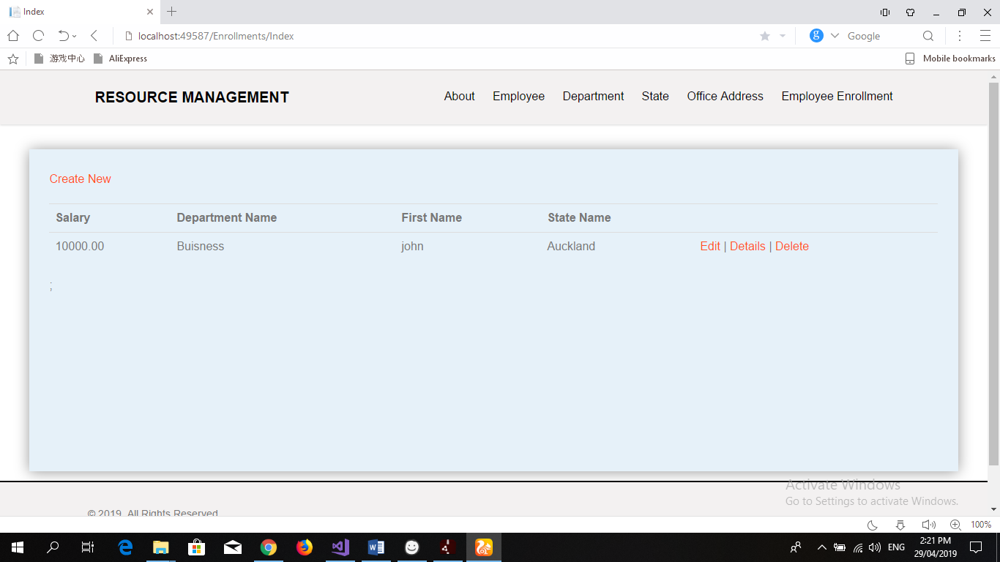 Index
localhost:49587/Enrollments/Index
Google
游戏中心 AliExpress Mobile bookmarks
RESOURCE MANAGEMENT About Employee Department State Office Address Employee Enrollment
Create New
Salary Department Name First Name State Name
10000.00 Buisness john Auckland Edit | Details | Delete
;
Activate Windows
Go to Settings to activate Windows.
© 2019 All Rights Reserved
100%
ENG
2:21 PM
29/04/2019